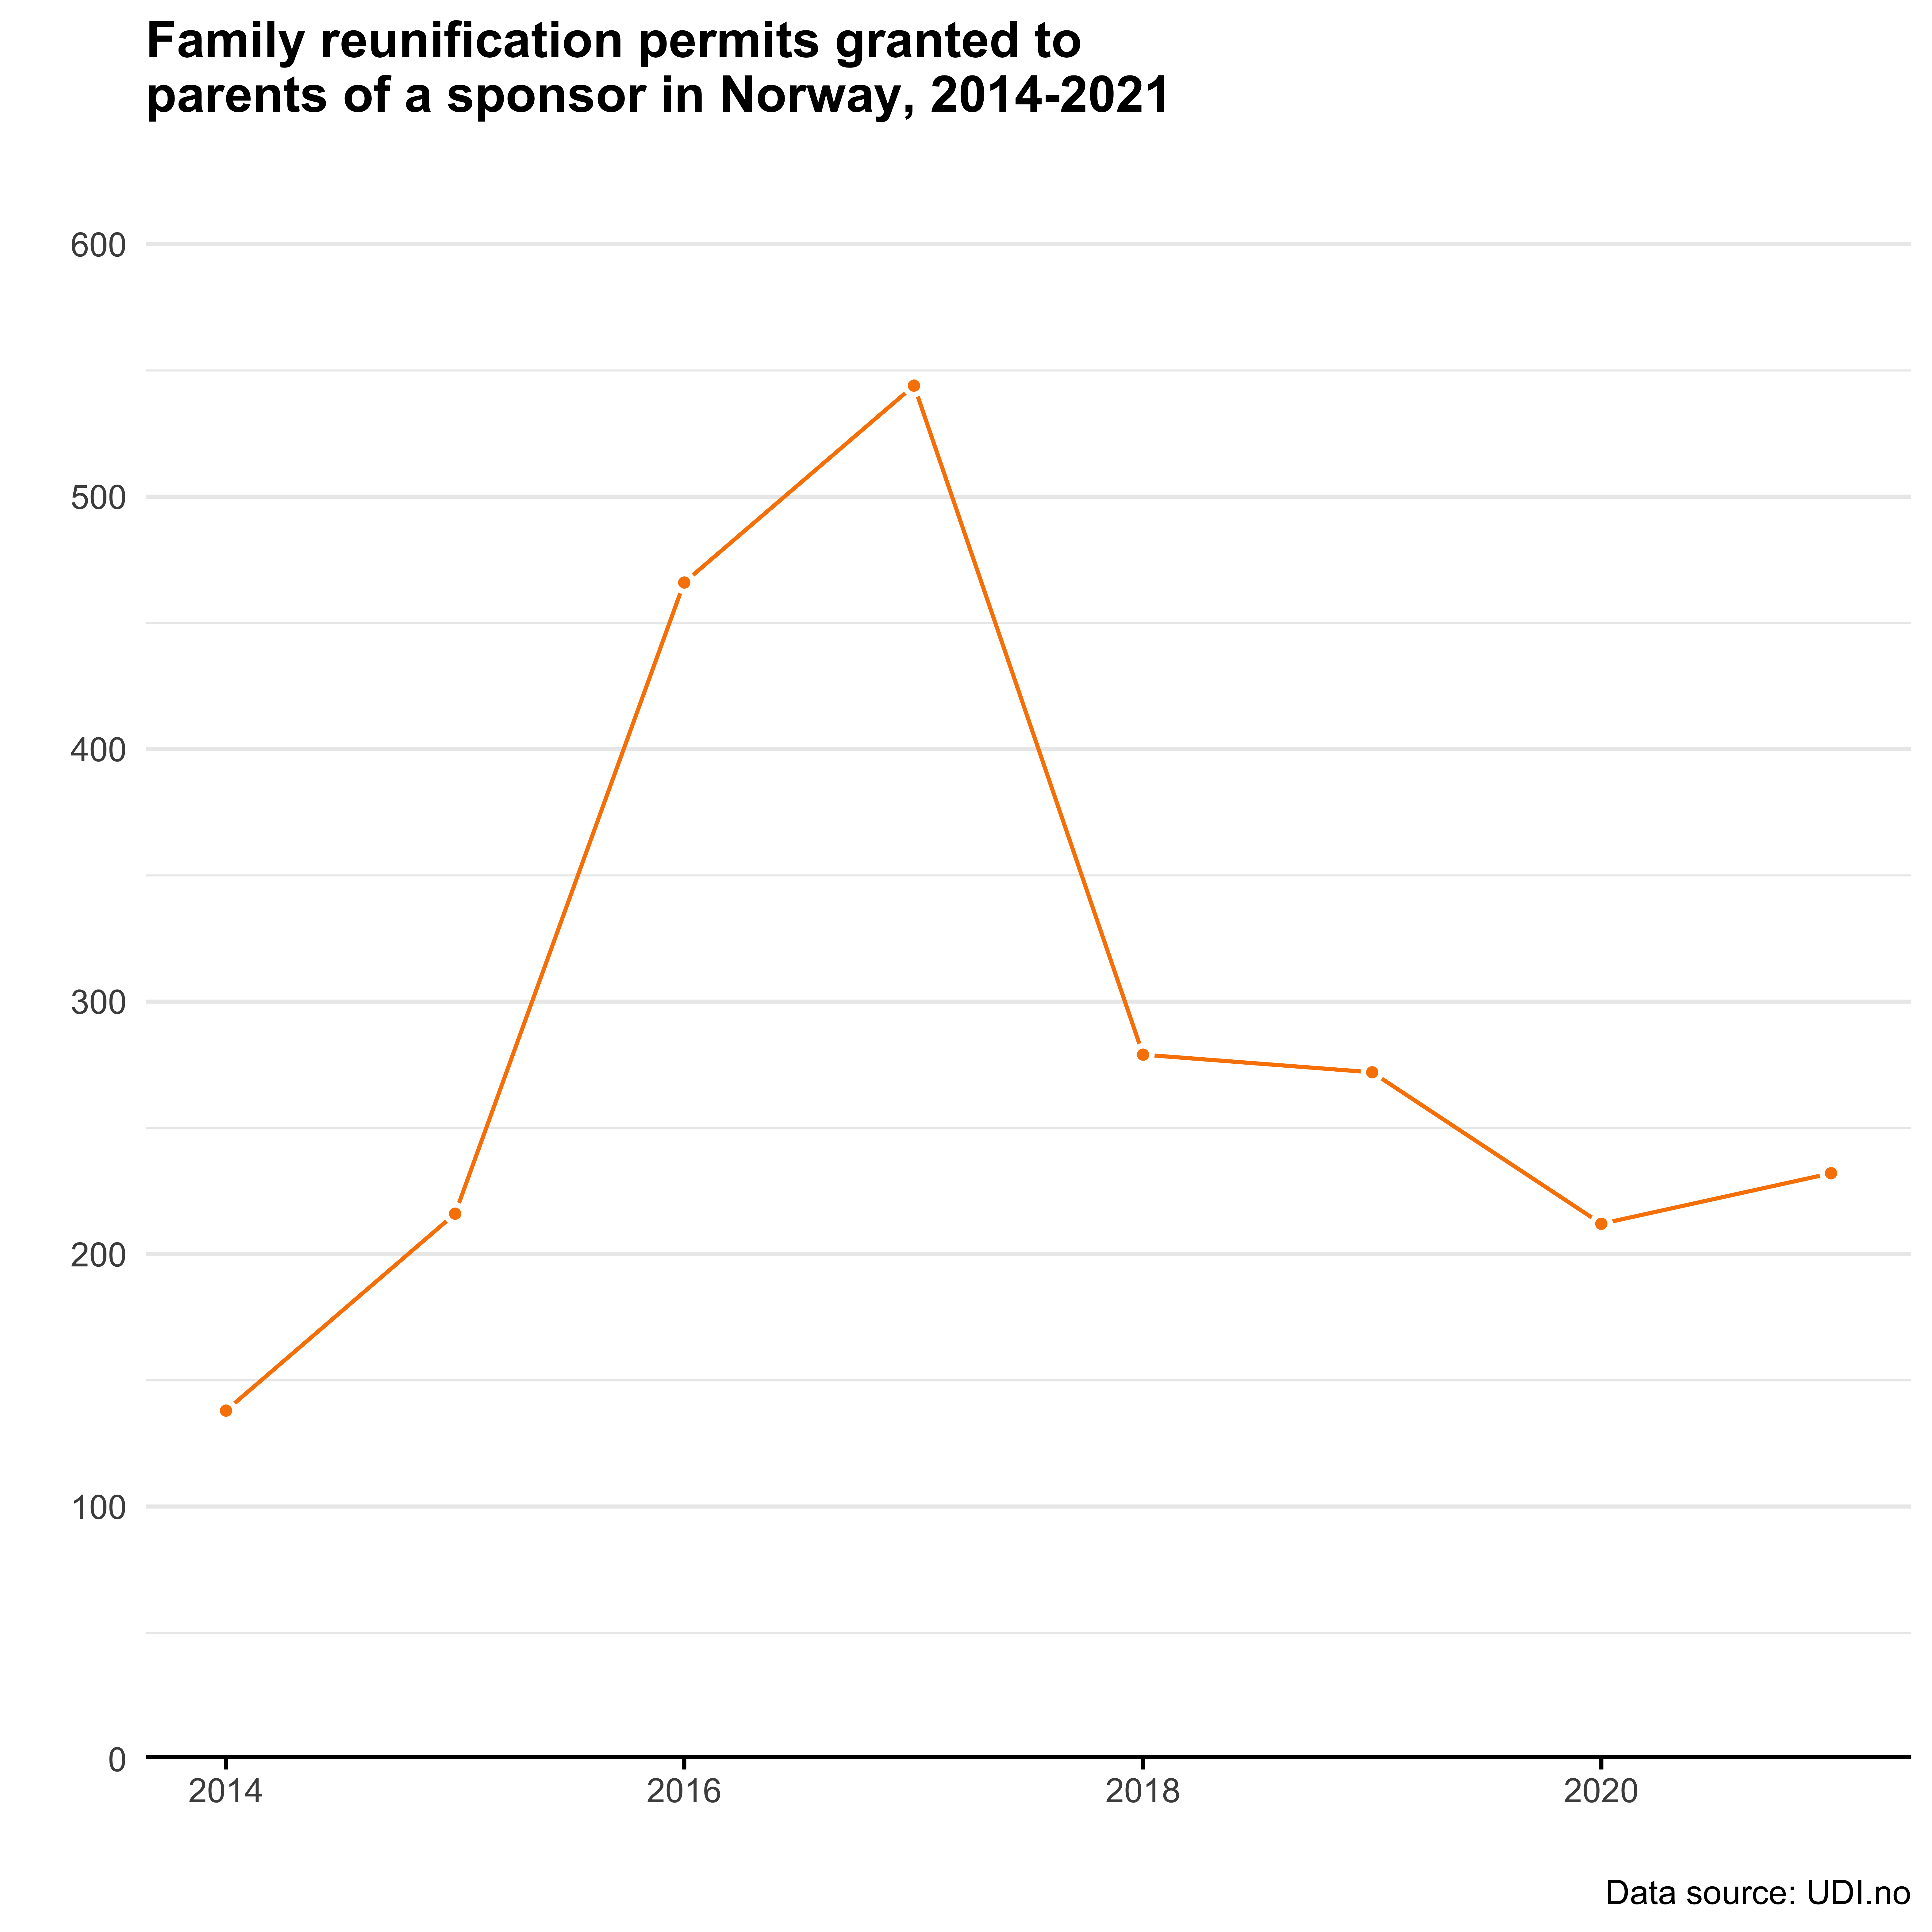 Family reunification permits granted to
parents of a sponsor in Norway, 2014-2021
600
500
400
300
200
100
0
2014 2016 2018 2020
Data source: UDI.no